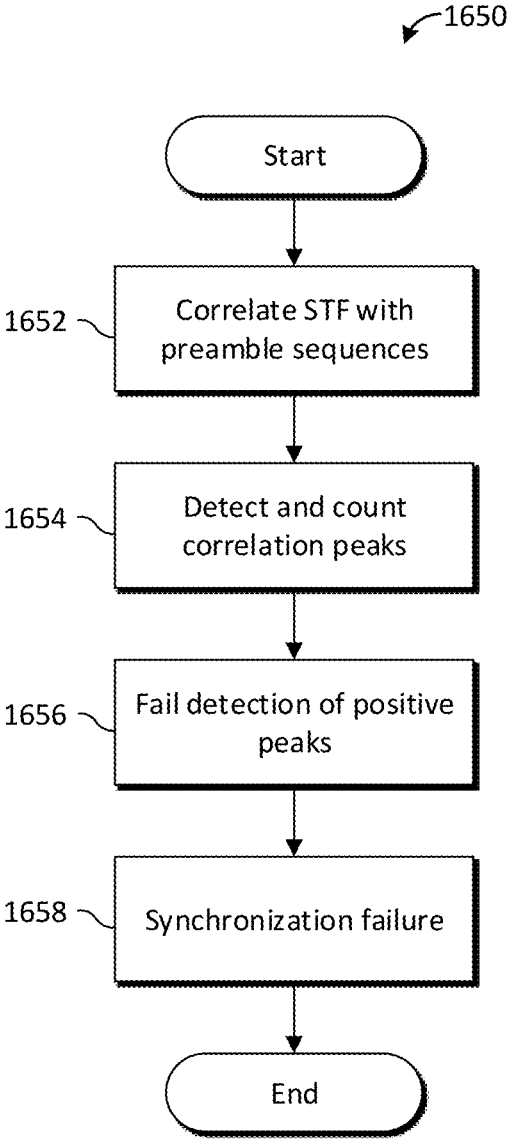 1650
Start
1652
Correlate STF with
preamble sequences
1654
Detect and count
correlation peaks
1656
Fail detection of positive
peaks
1658
Synchronization failure
End